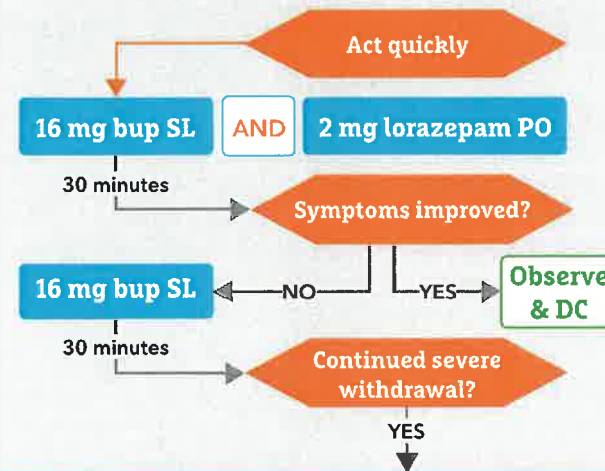 Act quickly
16 mg bup SL AND 2 mg lorazepam PO
30 minutes
Symptoms improved?
16 mg bup SL NO YES Observe
& DC
30 minutes
Continued severe
withdrawal?
YES